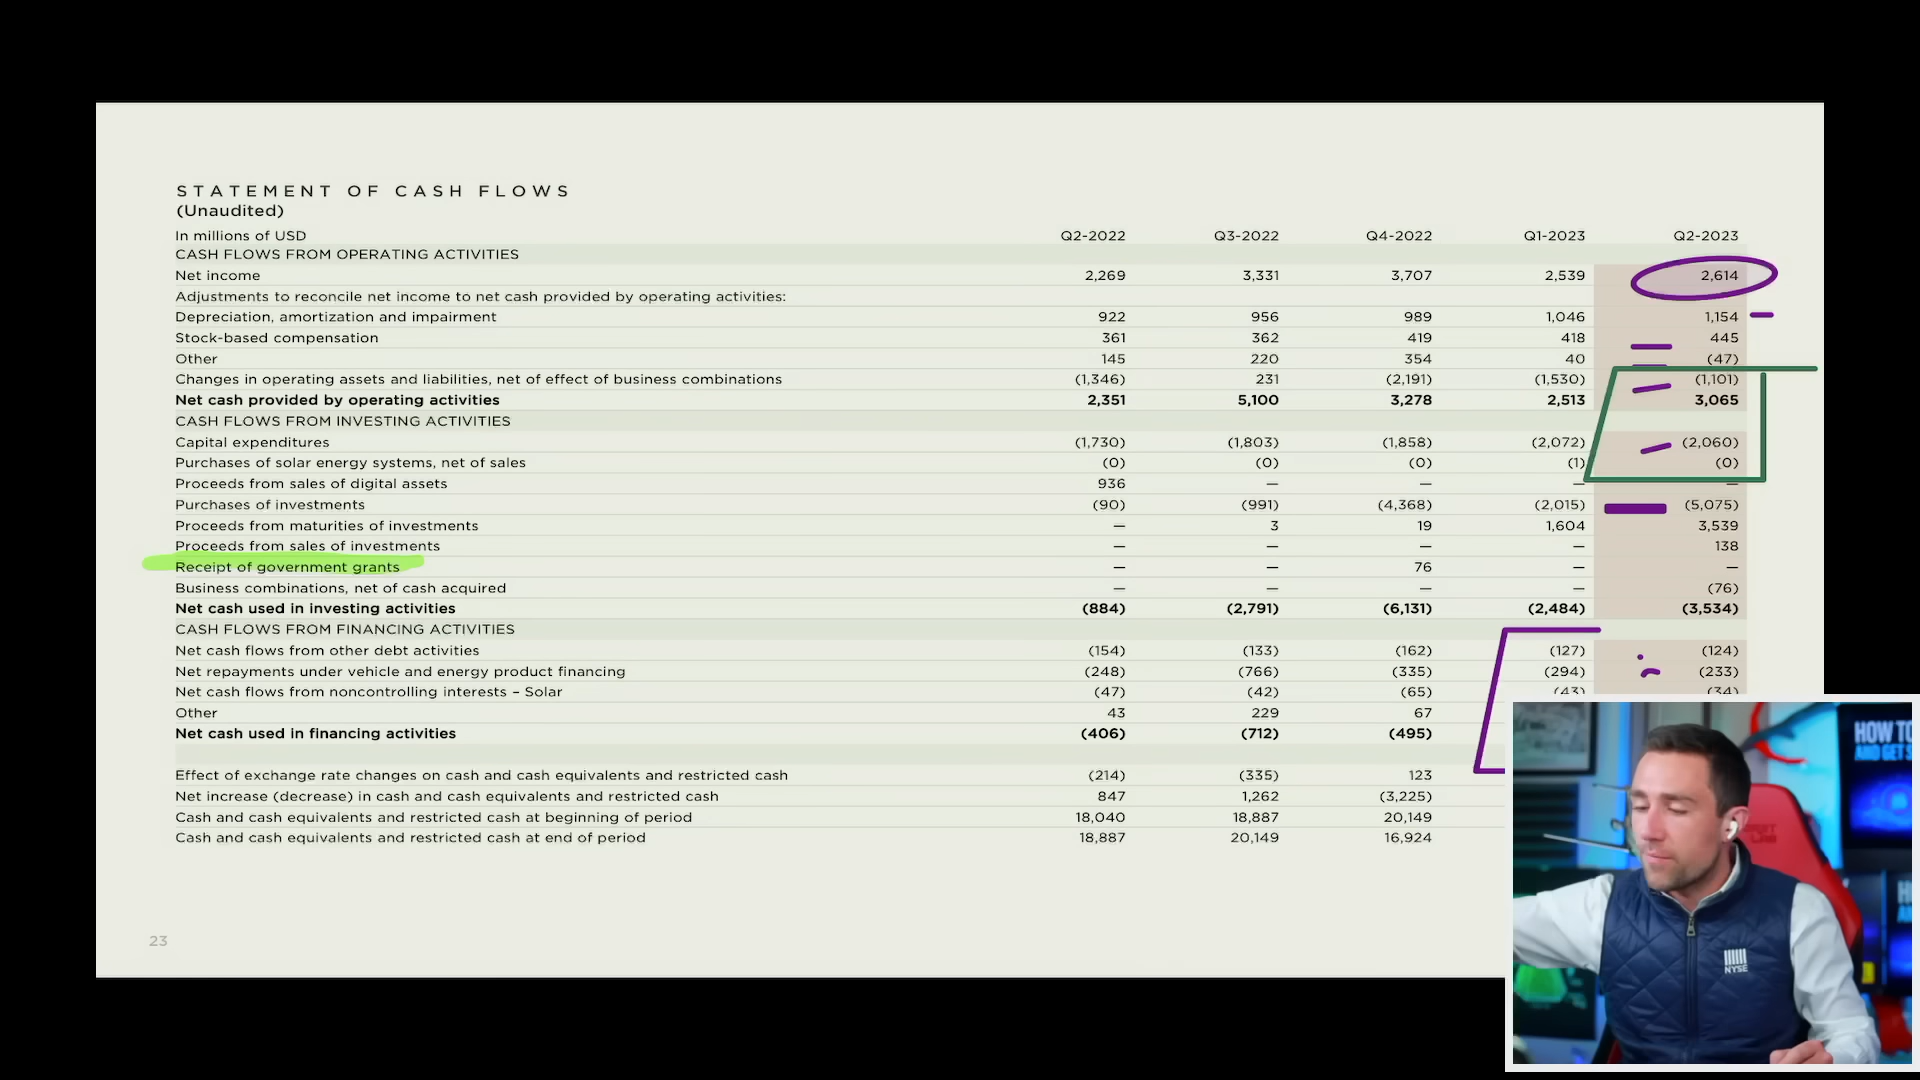 STATEMENT OF CASH FLOWS
(Unaudited)
In millions of USD Q2-2022 Q3-2022 Q4-2022 Q1-2023 Q2-2023
CASH FLOWS FROM OPERATING ACTIVITIES
Net income 2,269 3,331 3,707 2,539 2,614
Adjustments to reconcile net income to net cash provided by operating activities:
Depreciation, amortization and impairment 922 956 989 1,046 1,154
Stock-based compensation 361 362 419 418 445
Other 145 220 354 40 (47)
Changes in operating assets and liabilities, net of effect of business combinations (1,346) 231 (2,191) (1,530) (1,101)
Net cash provided by operating activities 2,351 5,100 3,278 2,513 3,065
CASH FLOWS FROM INVESTING ACTIVITIES
Capital expenditures (1,730) (1,803) (1,858) (2,072) (2,060)
Purchases of solar energy systems, net of sales (0) (0) (0) (1) (0)
Proceeds from sales of digital assets 936 — — — —
Purchases of investments (90) (991) (4,368) (2,015) (5,075)
Proceeds from maturities of investments — 3 19 1,604 3,539
Proceeds from sales of investments — — — — 138
Receipt of government grants — — 76 — —
Business combinations, net of cash acquired — — — — (76)
Net cash used in investing activities (884) (2,791) (6,131) (2,484) (3,534)
CASH FLOWS FROM FINANCING ACTIVITIES
Net cash flows from other debt activities (154) (133) (162) (127) (124)
Net repayments under vehicle and energy product financing (248) (766) (335) (294) (233)
Net cash flows from noncontrolling interests – Solar (47) (42) (65) (43) (34)
Other 43 229 67
Net cash used in financing activities (406) (712) (495)
Effect of exchange rate changes on cash and cash equivalents and restricted cash (214) (335) 123
Net increase (decrease) in cash and cash equivalents and restricted cash 847 1,262 (3,225)
Cash and cash equivalents and restricted cash at beginning of period 18,040 18,887 20,149
Cash and cash equivalents and restricted cash at end of period 18,887 20,149 16,924
23
HOW TO
AND GET S
NYSE